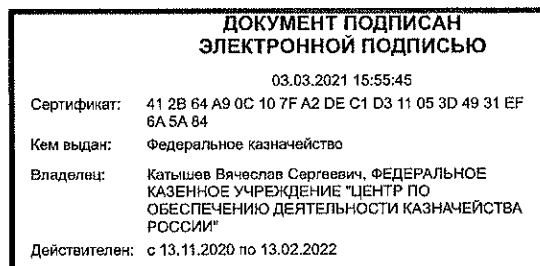 ДОКУМЕНТ ПОДПИСАН
ЭЛЕКТРОННОЙ ПОДПИСЬЮ
03.03.2021 15:55:45
Сертификат: 41 2B 64 A9 0C 10 7F A2 DE C1 D3 11 05 3D 49 31 EF
6A 5A 84
Кем выдан: Федеральное казначейство
Владелец: Катышев Вячеслав Сергеевич, ФЕДЕРАЛЬНОЕ
КАЗЕННОЕ УЧРЕЖДЕНИЕ "ЦЕНТР ПО
ОБЕСПЕЧЕНИЮ ДЕЯТЕЛЬНОСТИ КАЗНАЧЕЙСТВА
РОССИИ"
Действителен: с 13.11.2020 по 13.02.2022